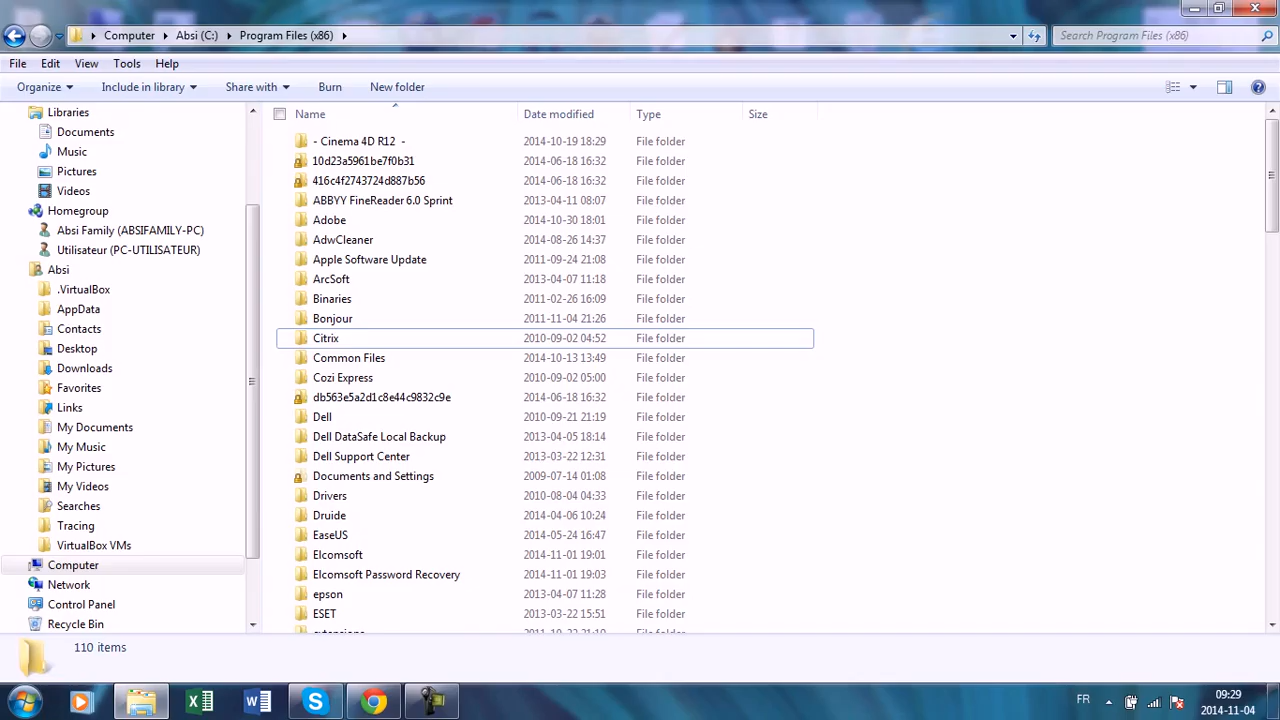 Computer Absi (C:) Program Files (x86) Search Program Files (x86)
File Edit View Tools Help
Organize Include in library Share with Burn New folder
Libraries
Documents
Music
Pictures
Videos
Homegroup
Absi Family (ABSIFAMILY-PC)
Utilisateur (PC-UTILISATEUR)
Absi
.VirtualBox
AppData
Contacts
Desktop
Downloads
Favorites
Links
My Documents
My Music
My Pictures
My Videos
Searches
Tracing
VirtualBox VMs
Computer
Network
Control Panel
Recycle Bin
Name Date modified Type Size
- Cinema 4D R12 - 2014-10-19 18:29 File folder
10d23a5961be7f0b31 2014-06-18 16:32 File folder
416c4f2743724d887b56 2014-06-18 16:32 File folder
ABBYY FineReader 6.0 Sprint 2013-04-11 08:07 File folder
Adobe 2014-10-30 18:01 File folder
AdwCleaner 2014-08-26 14:37 File folder
Apple Software Update 2011-09-24 21:08 File folder
ArcSoft 2013-04-07 11:18 File folder
Binaries 2011-02-26 16:09 File folder
Bonjour 2011-11-04 21:26 File folder
Citrix 2010-09-02 04:52 File folder
Common Files 2014-10-13 13:49 File folder
Cozi Express 2010-09-02 05:00 File folder
db563e5a2d1c8e44c9832c9e 2014-06-18 16:32 File folder
Dell 2010-09-21 21:19 File folder
Dell DataSafe Local Backup 2013-04-05 18:14 File folder
Dell Support Center 2013-03-22 12:31 File folder
Documents and Settings 2009-07-14 01:08 File folder
Drivers 2010-08-04 04:33 File folder
Druide 2014-04-06 10:24 File folder
EaseUS 2014-05-24 16:47 File folder
Elcomsoft 2014-11-01 19:01 File folder
Elcomsoft Password Recovery 2014-11-01 19:03 File folder
epson 2013-04-07 11:28 File folder
ESET 2013-03-22 15:51 File folder
110 items
FR 09:29
2014-11-04